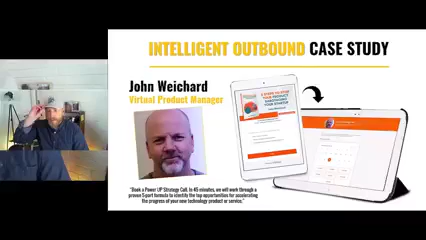 INTELLIGENT OUTBOUND CASE STUDY
John Weichard
Virtual Product Manager
"Book a Power UP Strategy Call. In 45 minutes, we will work through a
proven 5-part formula to identify the top opportunities for accelerating
the progress of your new technology product or service."